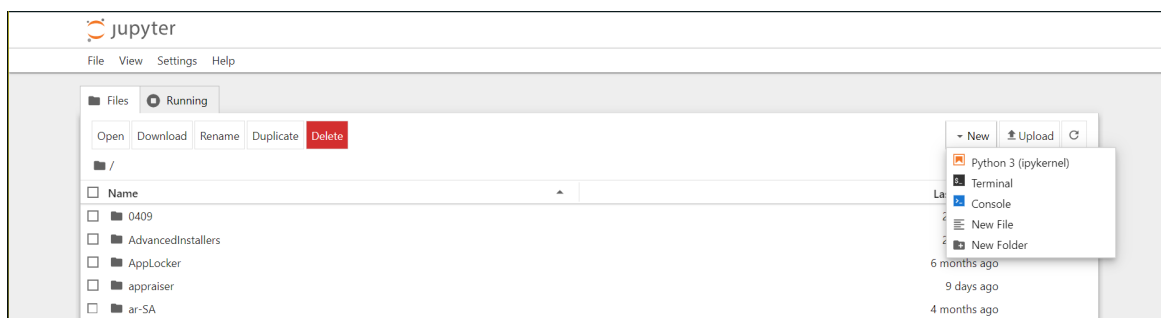 jupyter
File View Settings Help
Files Running
Open Download Rename Duplicate Delete New Upload
/
Python 3 (ipykernel)
Terminal
Console
New File
New Folder
Name
0409
AdvancedInstallers
AppLocker 6 months ago
appraiser 9 days ago
ar-SA 4 months ago